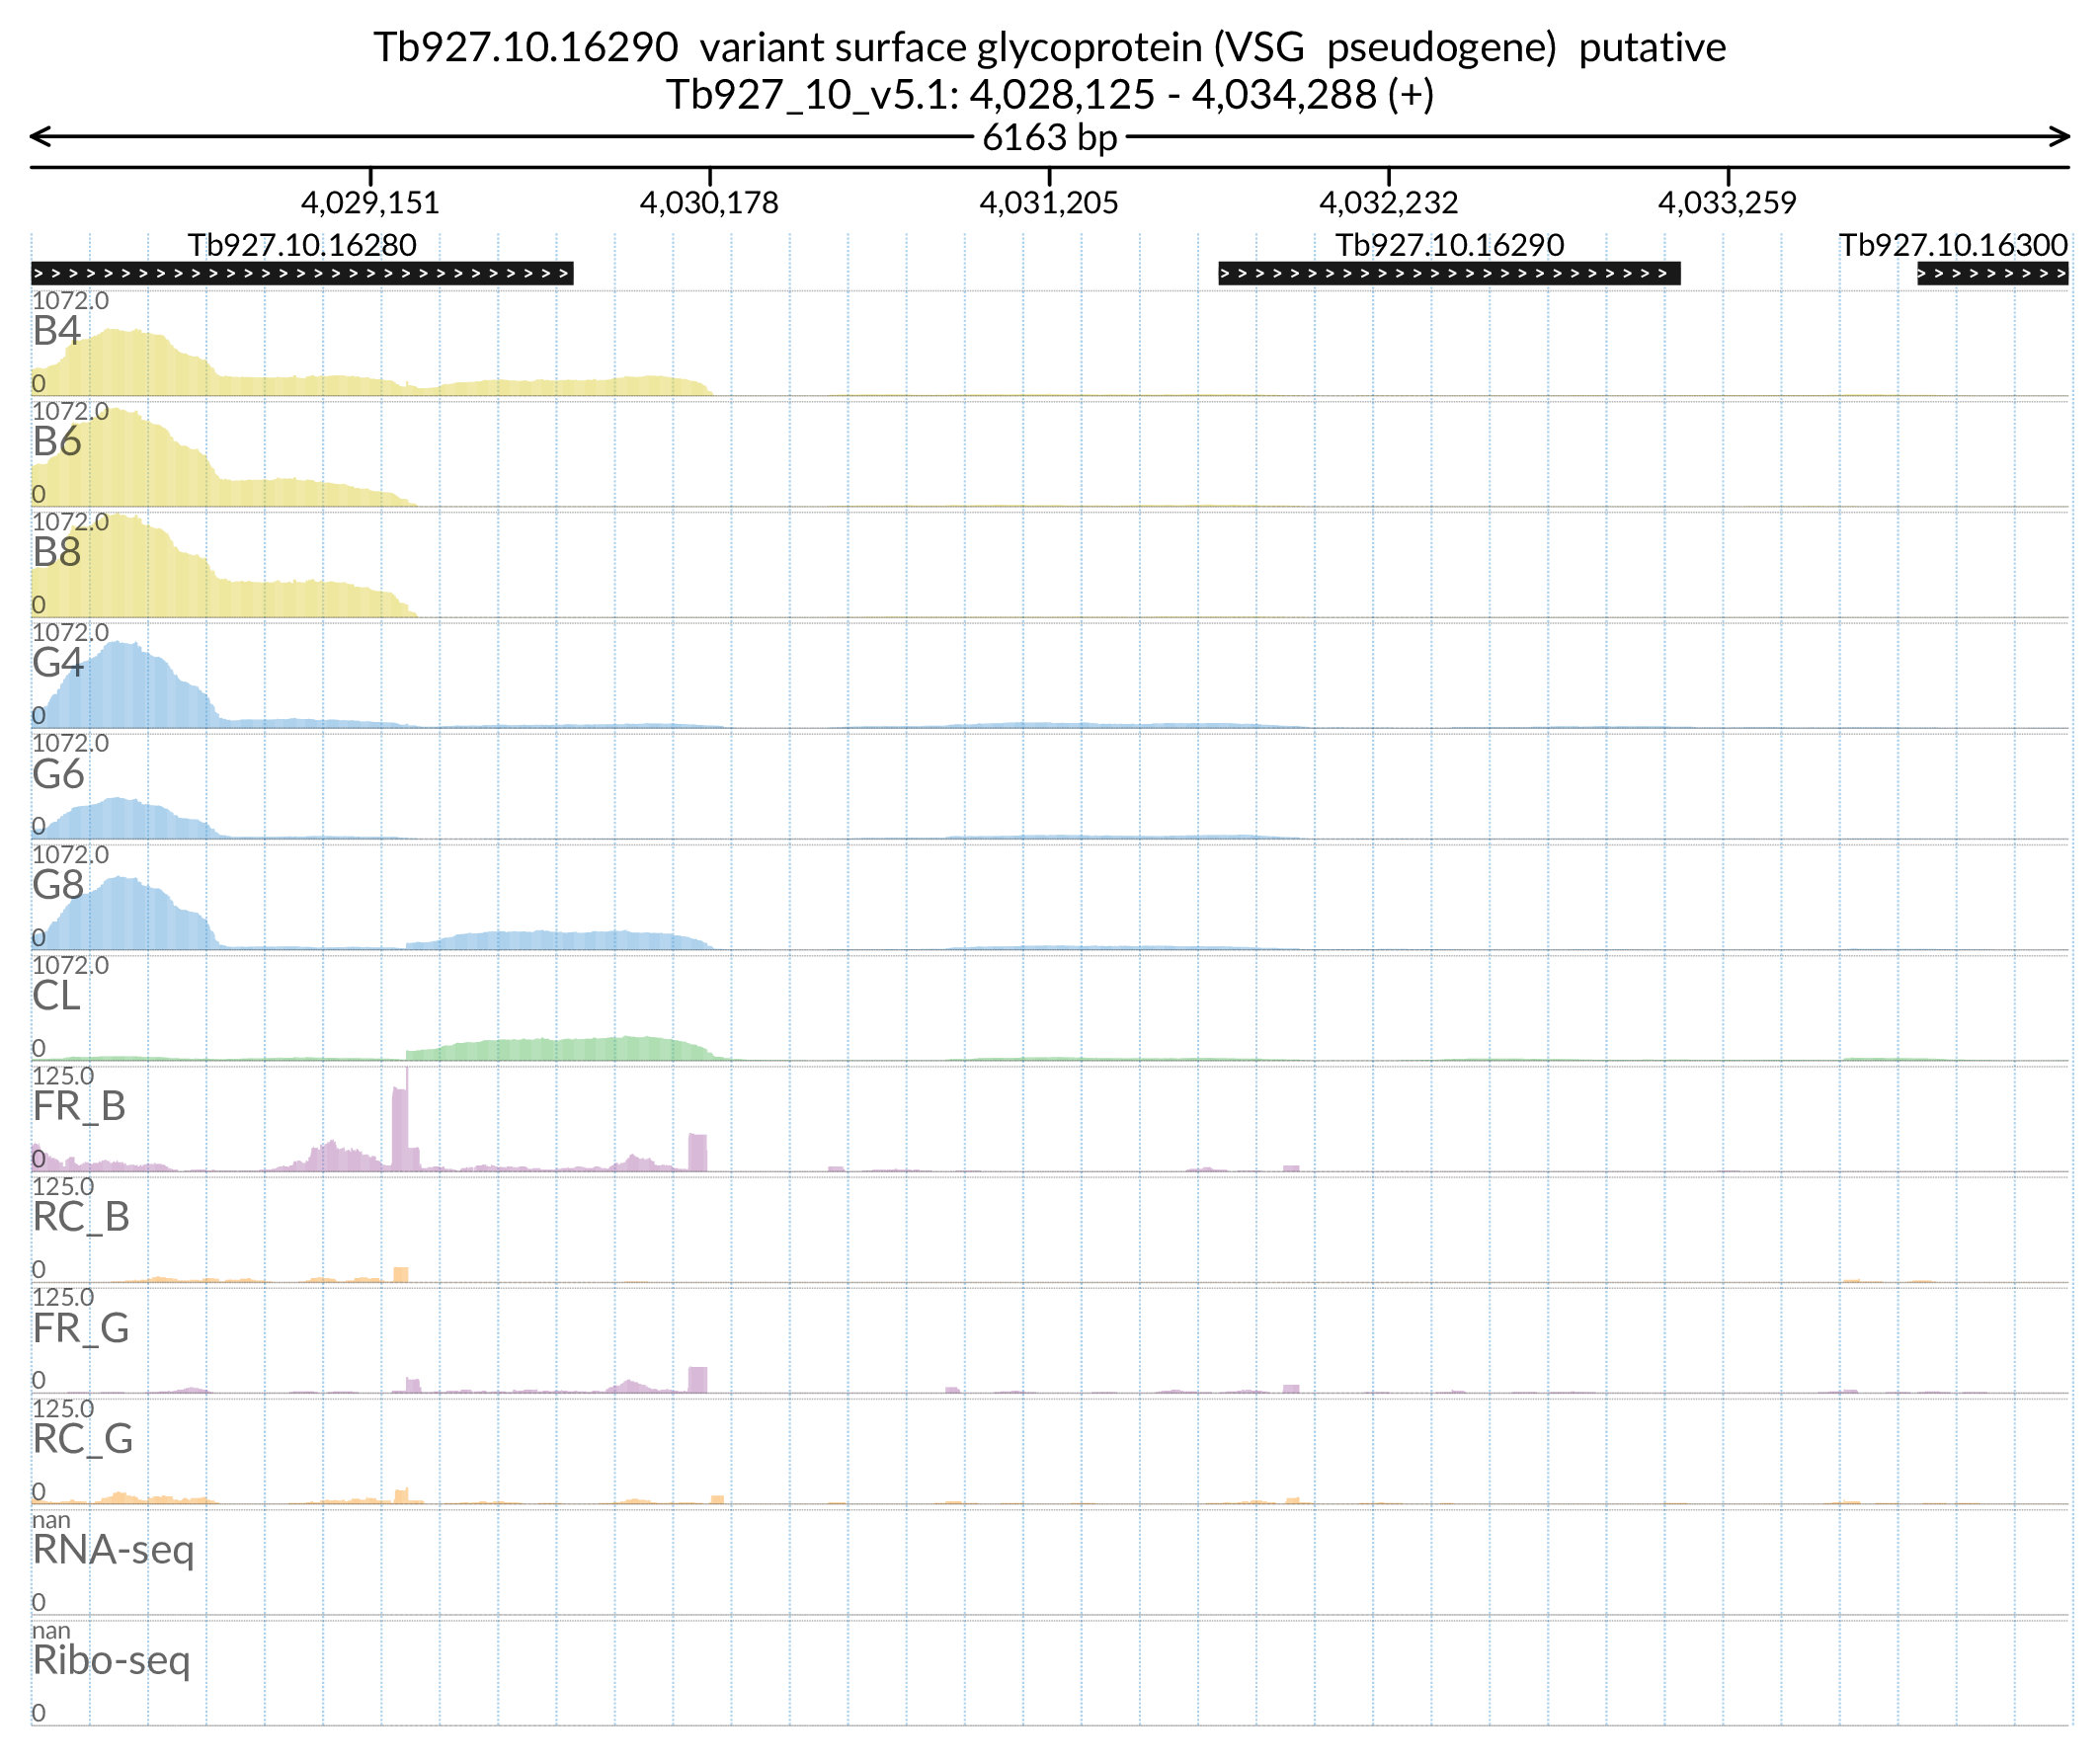 Tb927.10.16290  variant surface glycoprotein (VSG  pseudogene)  putative
Tb927_10_v5.1: 4,028,125 - 4,034,288 (+)
6163 bp
4,029,151 4,030,178 4,031,205 4,032,232 4,033,259
Tb927.10.16280 Tb927.10.16290 Tb927.10.16300
1072.0
B4
0
1072.0
B6
0
1072.0
B8
0
1072.0
G4
0
1072.0
G6
0
1072.0
G8
0
1072.0
CL
0
125.0
FR_B
0
125.0
RC_B
0
125.0
FR_G
0
125.0
RC_G
0
nan
RNA-seq
0
nan
Ribo-seq
0